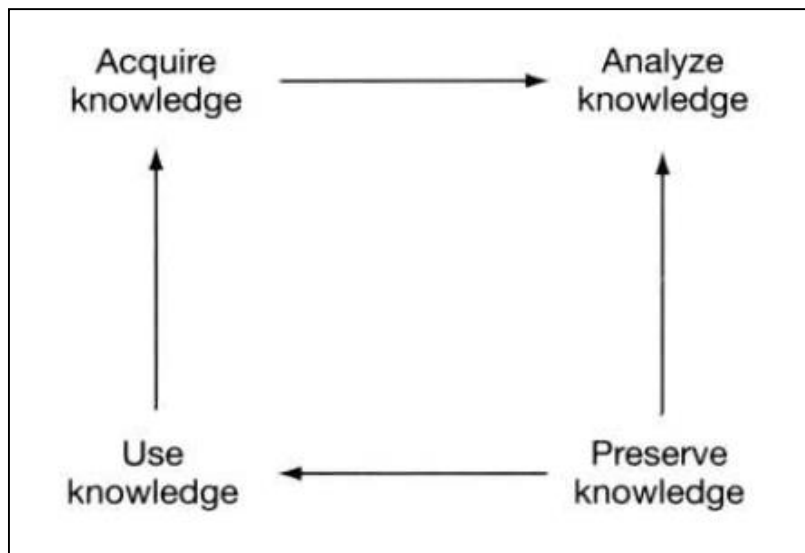 Acquire
knowledge
Analyze
knowledge
Use
knowledge
Preserve
knowledge